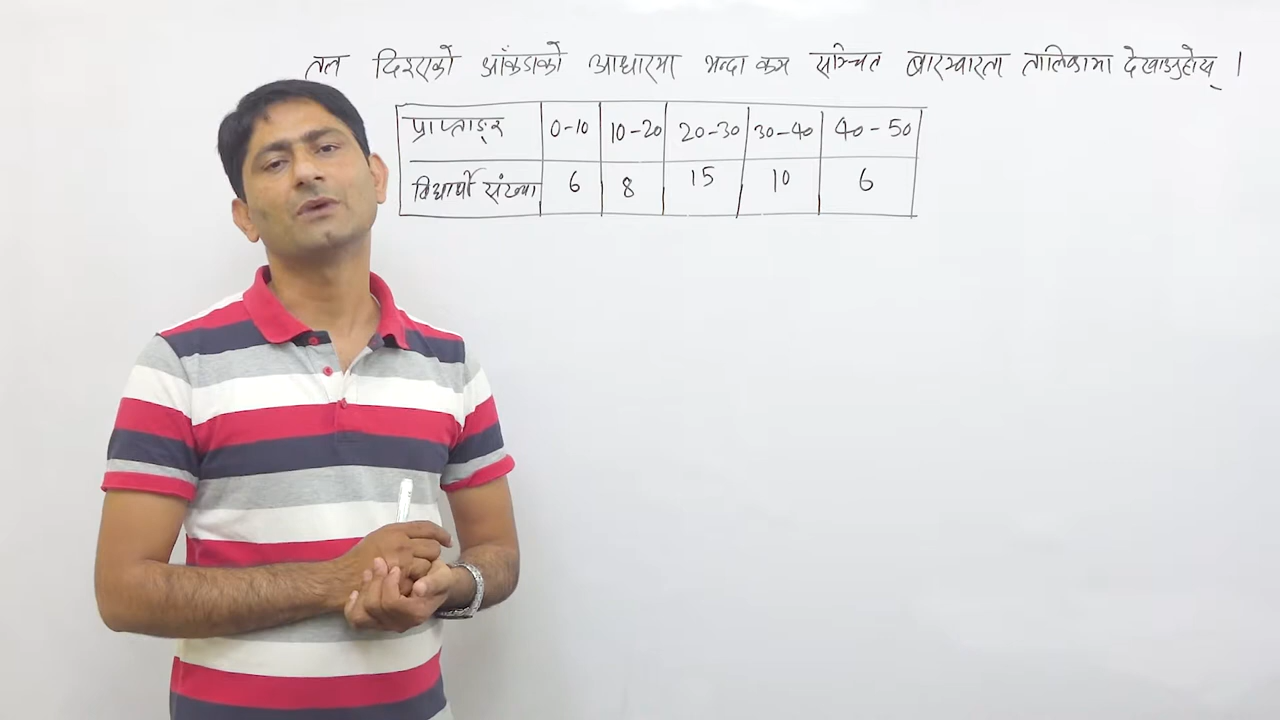 तल दिइएको आँकडाको आधारमा भन्दा कम सञ्चित बारम्बारता तालिकामा देखाउनुहोस् ।
प्राप्ताङ्क 0-10 10-20 20-30 30-40 40-50
विद्यार्थी संख्या 6 8 15 10 6